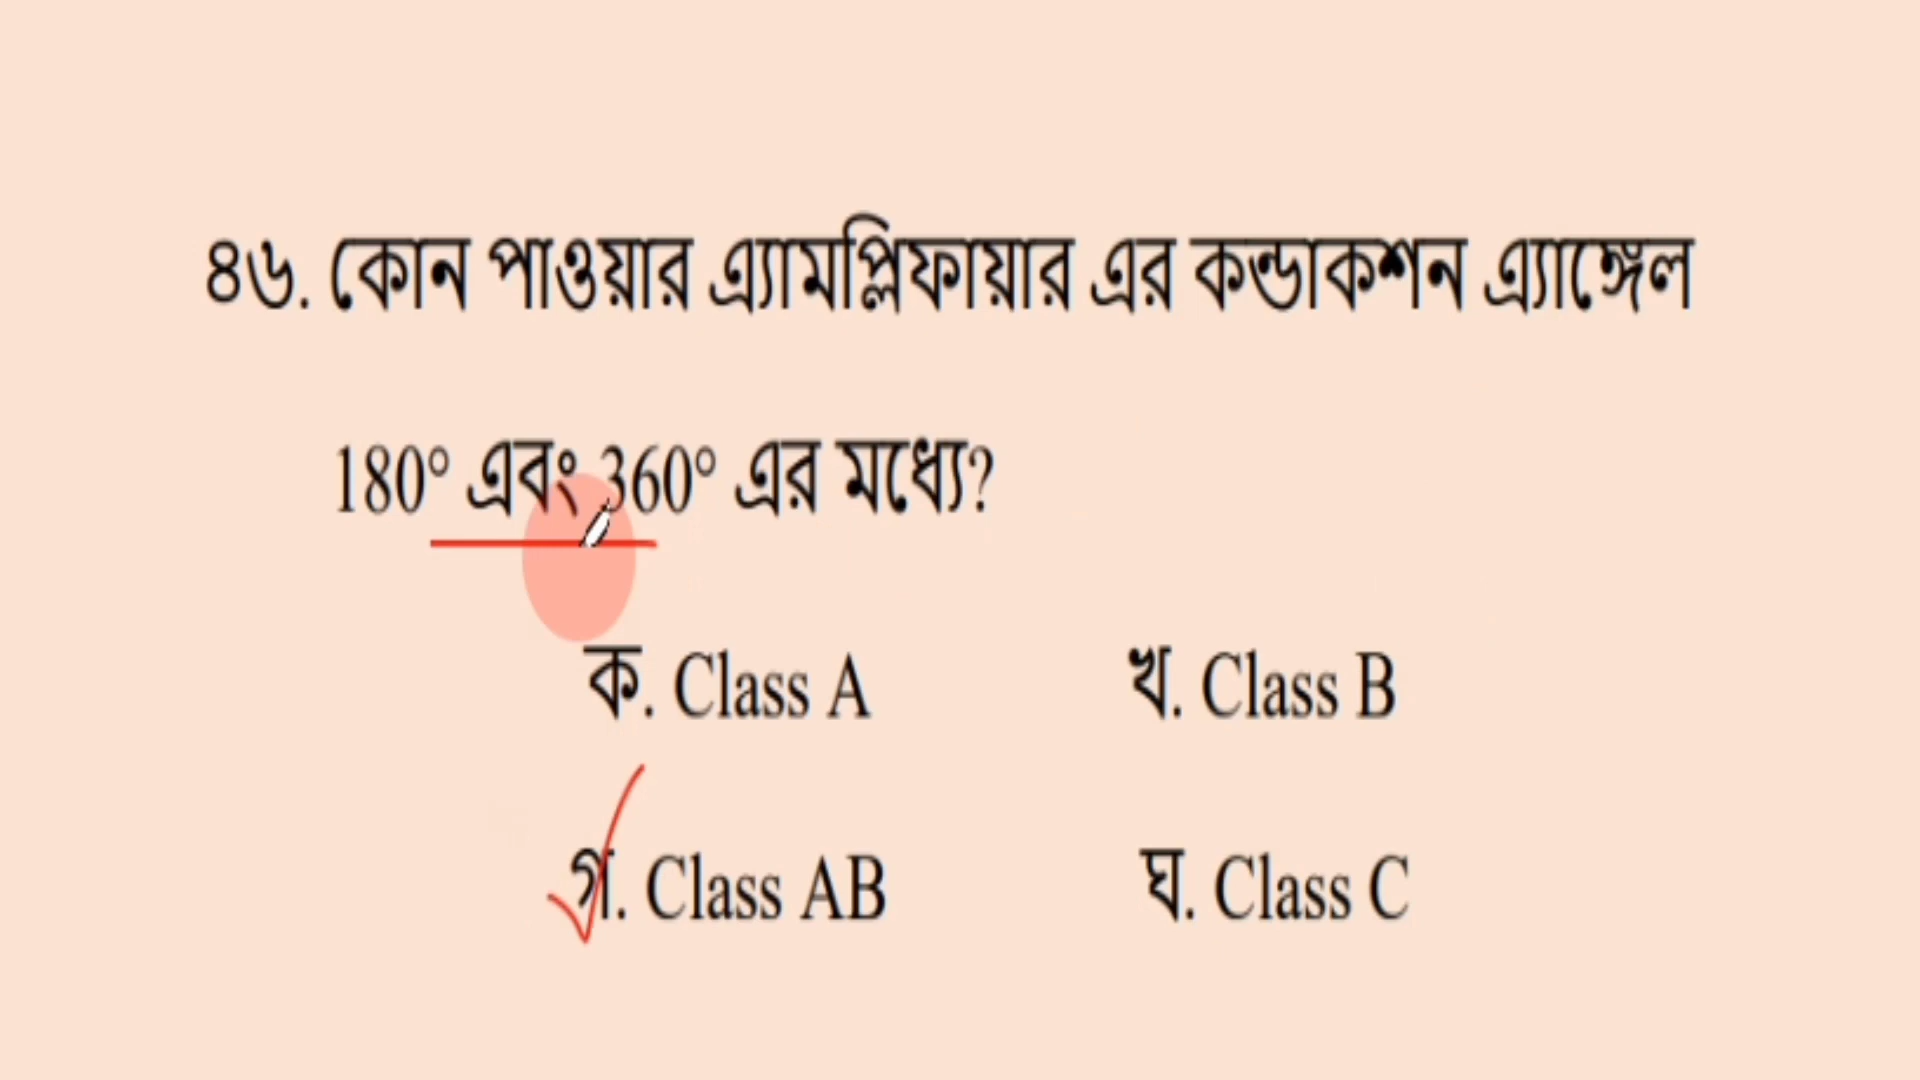 ৪৬. কোন পাওয়ার এ্যামপ্লিফায়ার এর কন্ডাকশন এ্যাঙ্গেল
180° এবং 360° এর মধ্যে?
ক. Class A খ. Class B
গ. Class AB ঘ. Class C